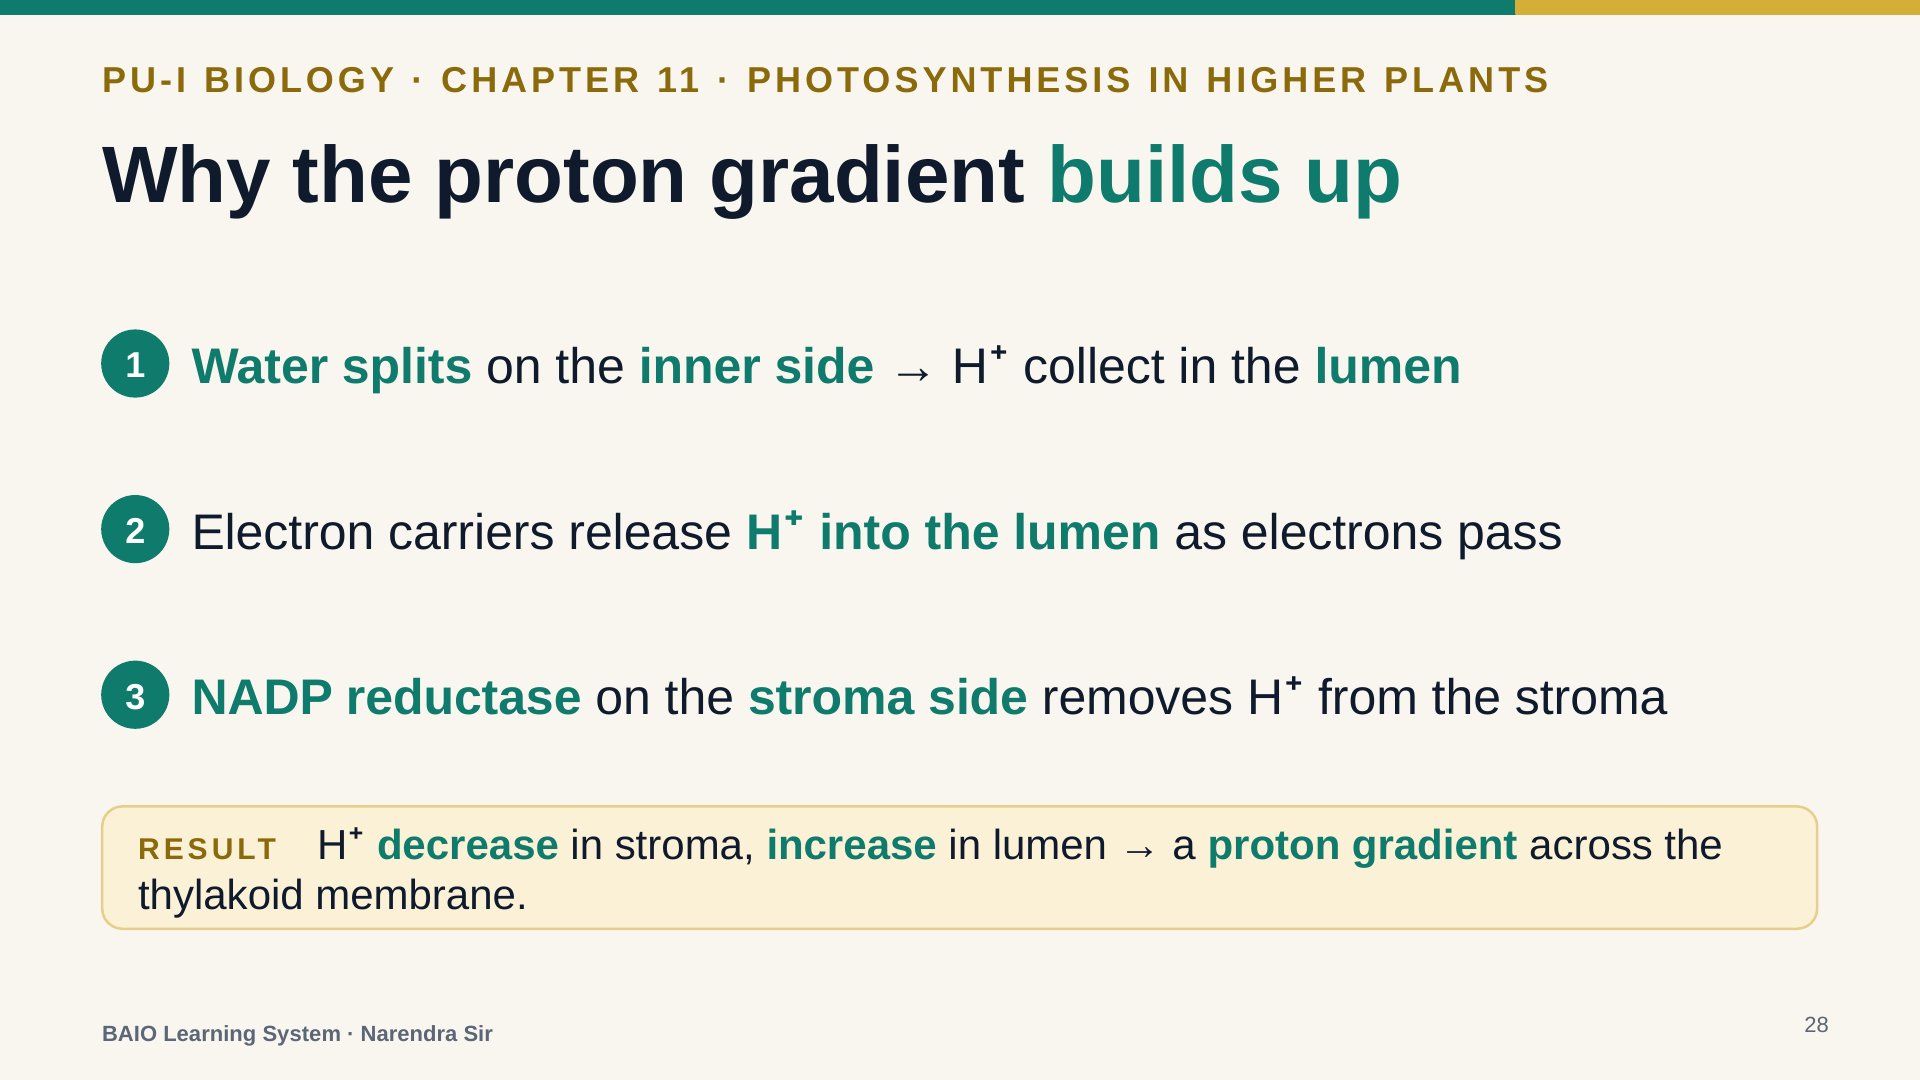 PU-I BIOLOGY · CHAPTER 11 · PHOTOSYNTHESIS IN HIGHER PLANTS
Why the proton gradient builds up
1 Water splits on the inner side → H⁺ collect in the lumen
2 Electron carriers release H⁺ into the lumen as electrons pass
3 NADP reductase on the stroma side removes H⁺ from the stroma
RESULT H⁺ decrease in stroma, increase in lumen → a proton gradient across the
thylakoid membrane.
BAIO Learning System · Narendra Sir
28